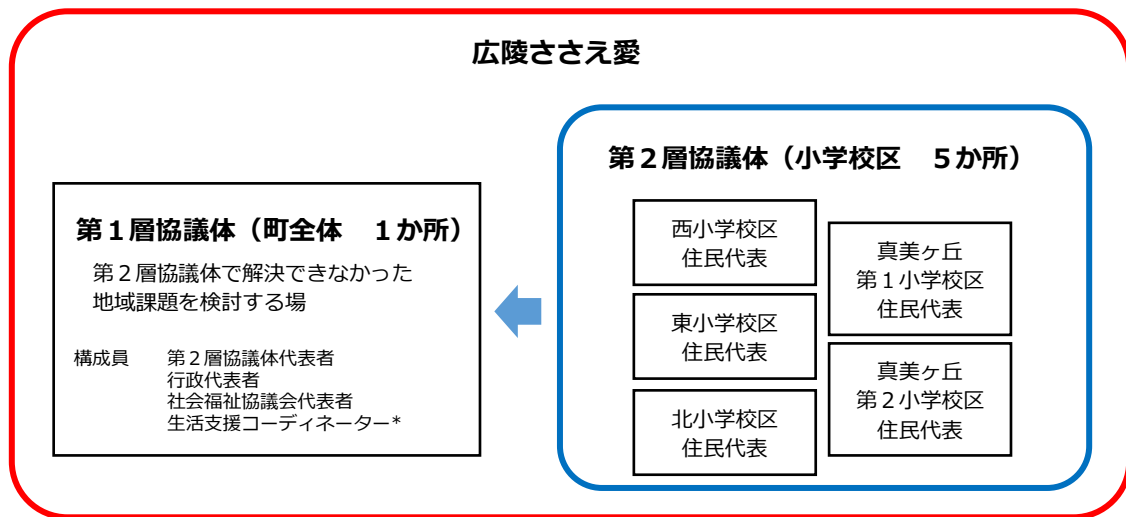 広陵ささえ愛
第１層協議体（町全体　１か所）
第２層協議体で解決できなかった
地域課題を検討する場
構成員　第２層協議体代表者
行政代表者
社会福祉協議会代表者
生活支援コーディネーター*
第２層協議体（小学校区　５か所）
西小学校区
住民代表
東小学校区
住民代表
北小学校区
住民代表
真美ヶ丘
第１小学校区
住民代表
真美ヶ丘
第２小学校区
住民代表